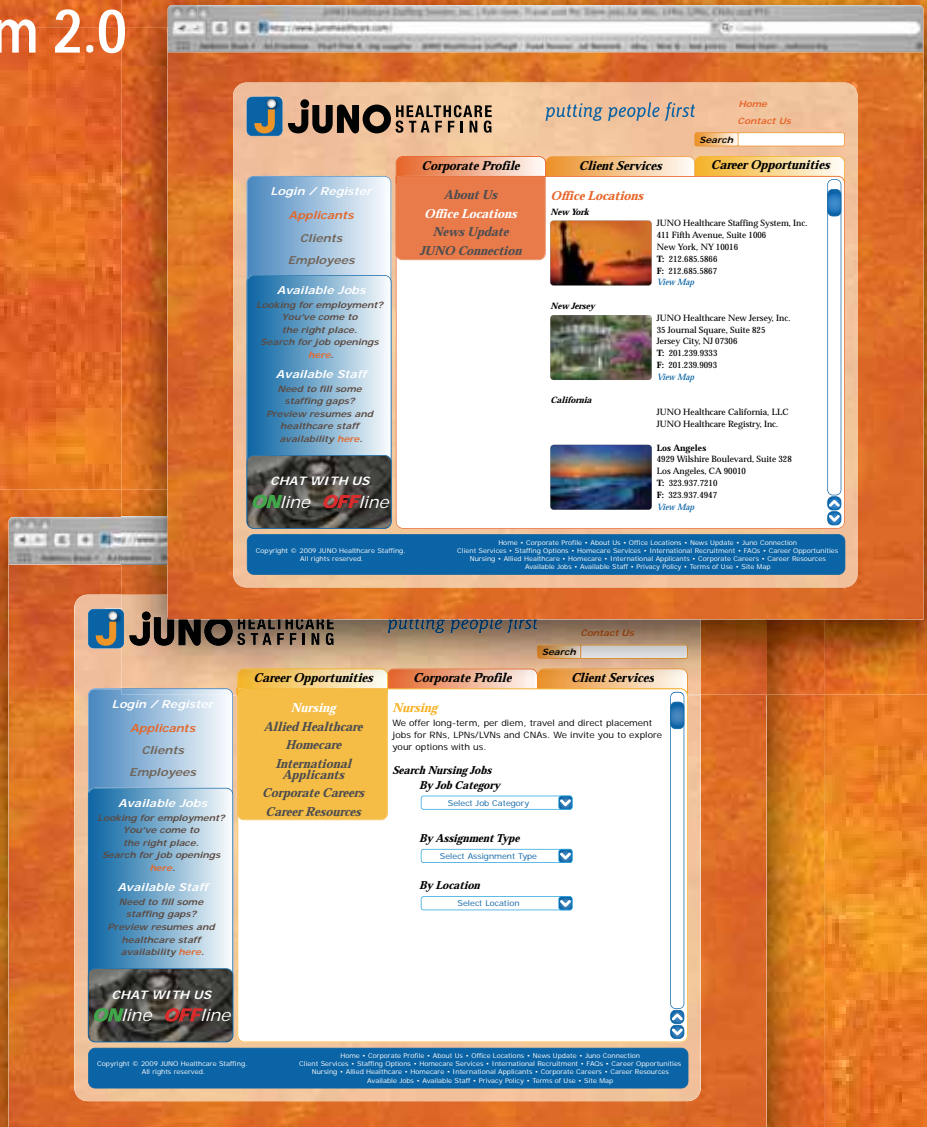 m 2.0
http://www.junohealthcare.com/
JUNO HEALTHCARE
STAFFING
putting people first
Home
Contact Us
Search
Corporate Profile
Client Services
Career Opportunities
Login / Register
Applicants
Clients
Employees
Available Jobs
Looking for employment?
You've come to
the right place.
Search for job openings
here.
Available Staff
Need to fill some
staffing gaps?
Preview resumes and
healthcare staff
availability here.
CHAT WITH US
ONline OFFline
About Us
Office Locations
News Update
JUNO Connection
Office Locations
New York
JUNO Healthcare Staffing System, Inc.
411 Fifth Avenue, Suite 1006
New York, NY 10016
T: 212.685.5866
F: 212.685.5867
View Map
New Jersey
JUNO Healthcare New Jersey, Inc.
35 Journal Square, Suite 825
Jersey City, NJ 07306
T: 201.239.9333
F: 201.239.9093
View Map
California
JUNO Healthcare California, LLC
JUNO Healthcare Registry, Inc.
Los Angeles
4929 Wilshire Boulevard, Suite 328
Los Angeles, CA 90010
T: 323.937.7210
F: 323.937.4947
View Map
Copyright © 2009 JUNO Healthcare Staffing.
All rights reserved.
Home • Corporate Profile • About Us • Office Locations • News Update • Juno Connection
Client Services • Staffing Options • Homecare Services • International Recruitment • FAQs • Career Opportunities
Nursing • Allied Healthcare • Homecare • International Applicants • Corporate Careers • Career Resources
Available Jobs • Available Staff • Privacy Policy • Terms of Use • Site Map
JUNO HEALTHCARE
STAFFING
putting people first
Contact Us
Search
Career Opportunities
Corporate Profile
Client Services
Login / Register
Applicants
Clients
Employees
Available Jobs
Looking for employment?
You've come to
the right place.
Search for job openings
here.
Available Staff
Need to fill some
staffing gaps?
Preview resumes and
healthcare staff
availability here.
CHAT WITH US
ONline OFFline
Nursing
Allied Healthcare
Homecare
International
Applicants
Corporate Careers
Career Resources
Nursing
We offer long-term, per diem, travel and direct placement
jobs for RNs, LPNs/LVNs and CNAs. We invite you to explore
your options with us.
Search Nursing Jobs
By Job Category
Select Job Category
By Assignment Type
Select Assignment Type
By Location
Select Location
Copyright © 2009 JUNO Healthcare Staffing.
All rights reserved.
Home • Corporate Profile • About Us • Office Locations • News Update • Juno Connection
Client Services • Staffing Options • Homecare Services • International Recruitment • FAQs • Career Opportunities
Nursing • Allied Healthcare • Homecare • International Applicants • Corporate Careers • Career Resources
Available Jobs • Available Staff • Privacy Policy • Terms of Use • Site Map